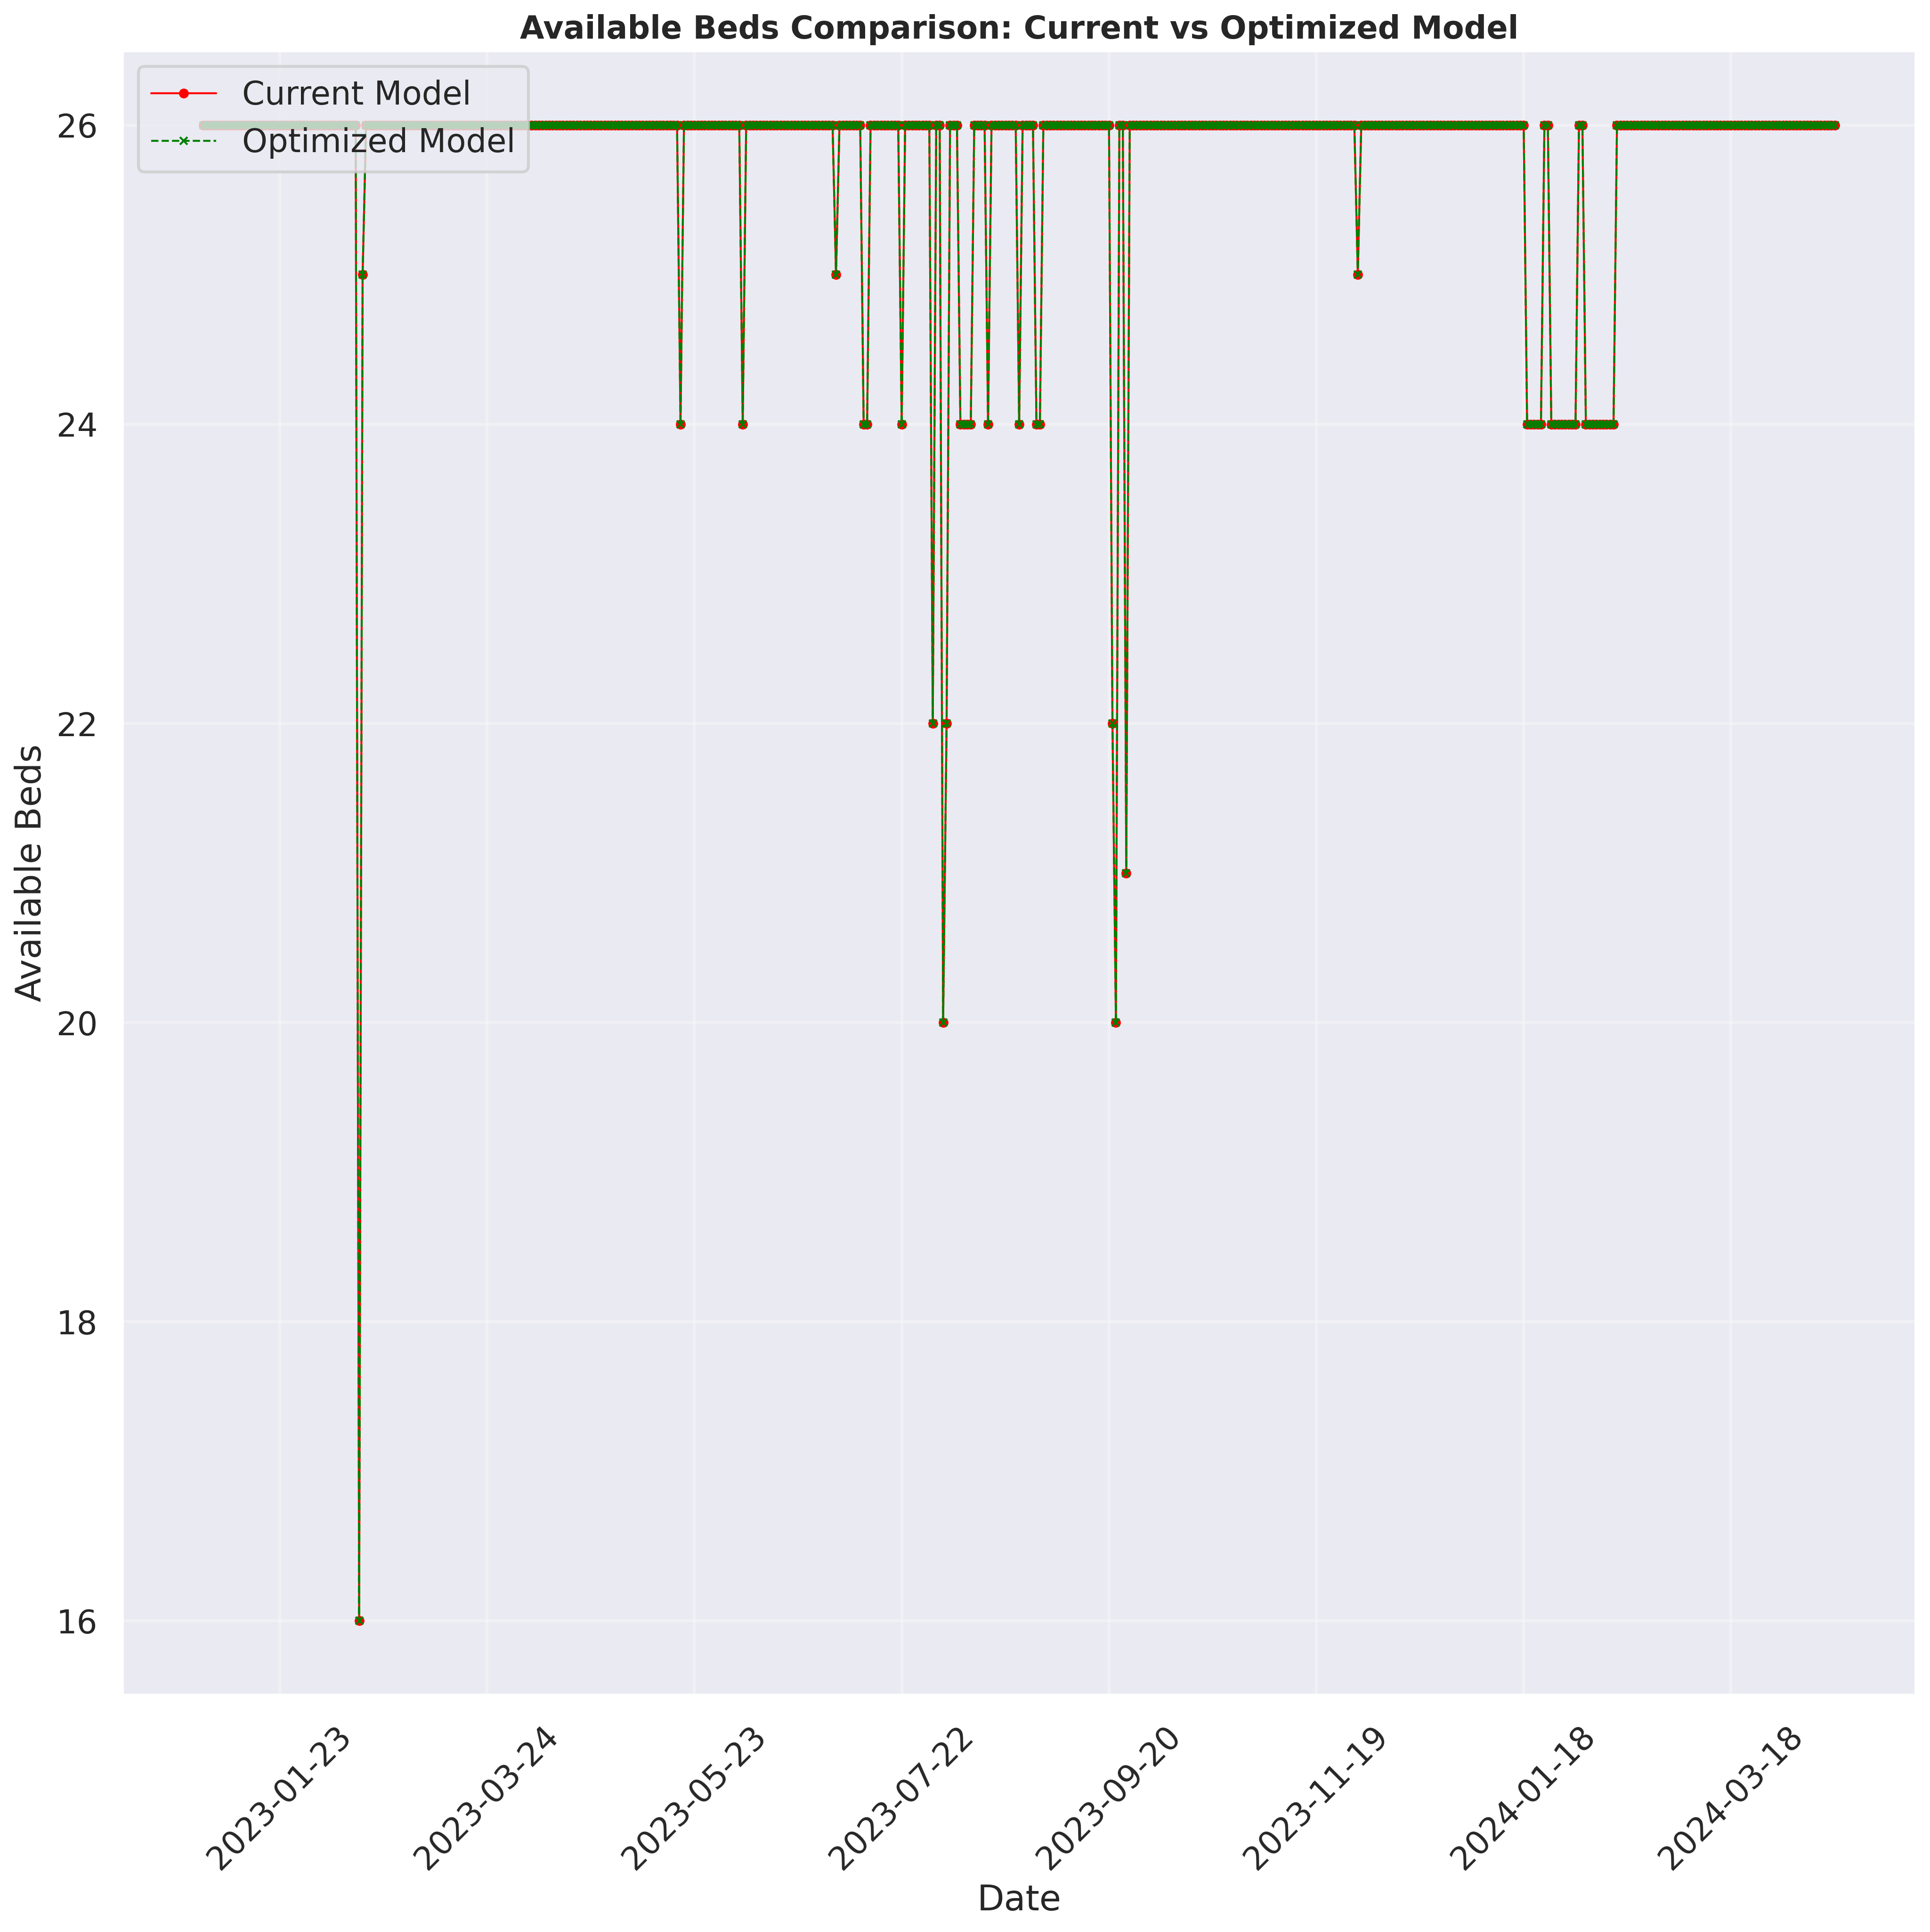 Available Beds Comparison: Current vs Optimized Model
Current Model
Optimized Model
26
24
22
20
18
16
Available Beds
2023-01-23
2023-03-24
2023-05-23
2023-07-22
2023-09-20
2023-11-19
2024-01-18
2024-03-18
Date